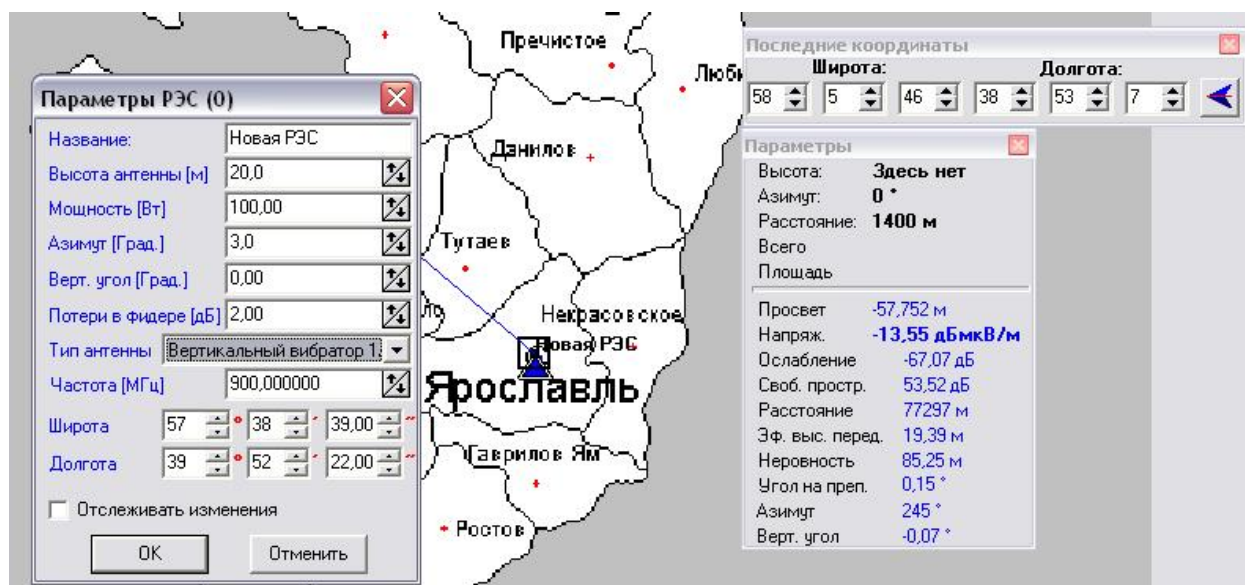 Параметры РЭС (0)
Название: Новая РЭС
Высота антенны [м] 20,0
Мощность [Вт] 100,00
Азимут [Град.] 3,0
Верт. угол [Град.] 0,00
Потери в фидере [дБ] 2,00
Тип антенны Вертикальный вибратор 1.
Частота [МГц] 900,000000
Широта 57 ° 38 ' 39,00 "
Долгота 39 ° 52 ' 22,00 "
Отслеживать изменения
OK Отменить
Пречистое
Люби
Данилов
Тутаев
ло
Некрасовское
Новая РЭС
Ярославль
Гаврилов Ям
Ростов
Последние координаты
Широта: Долгота:
58 5 46 38 53 7
Параметры
Высота: Здесь нет
Азимут: 0 °
Расстояние: 1400 м
Всего
Площадь
Просвет -57,752 м
Напряж. -13,55 дБмкВ/м
Ослабление -67,07 дБ
Своб. простр. 53,52 дБ
Расстояние 77297 м
Эф. выс. перед. 19,39 м
Неровность 85,25 м
Угол на преп. 0,15 °
Азимут 245 °
Верт. угол -0,07 °